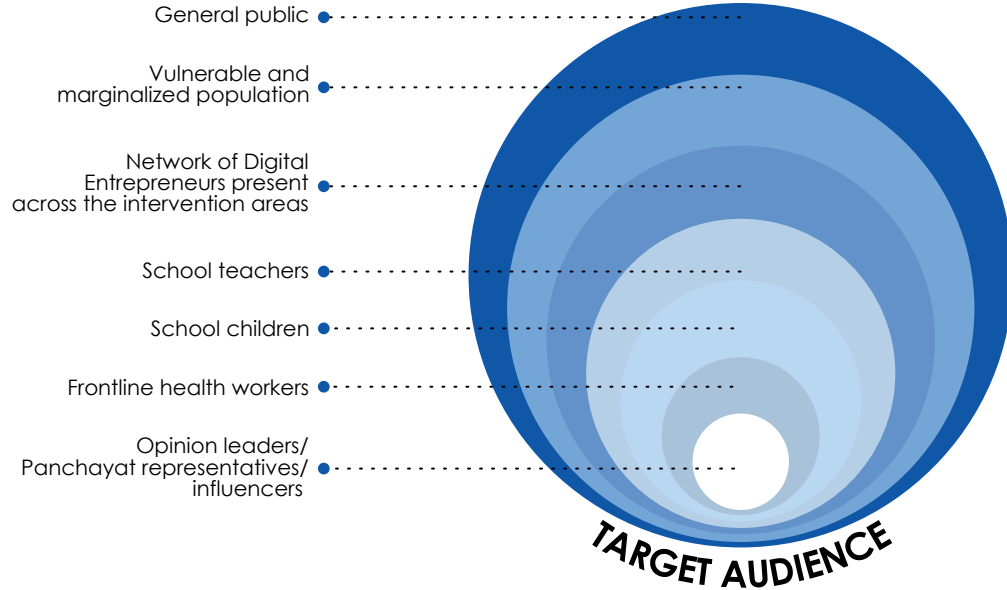 General public
Vulnerable and
marginalized population
Network of Digital
Entrepreneurs present
across the intervention areas
School teachers
School children
Frontline health workers
Opinion leaders/
Panchayat representatives/
influencers
TARGET AUDIENCE